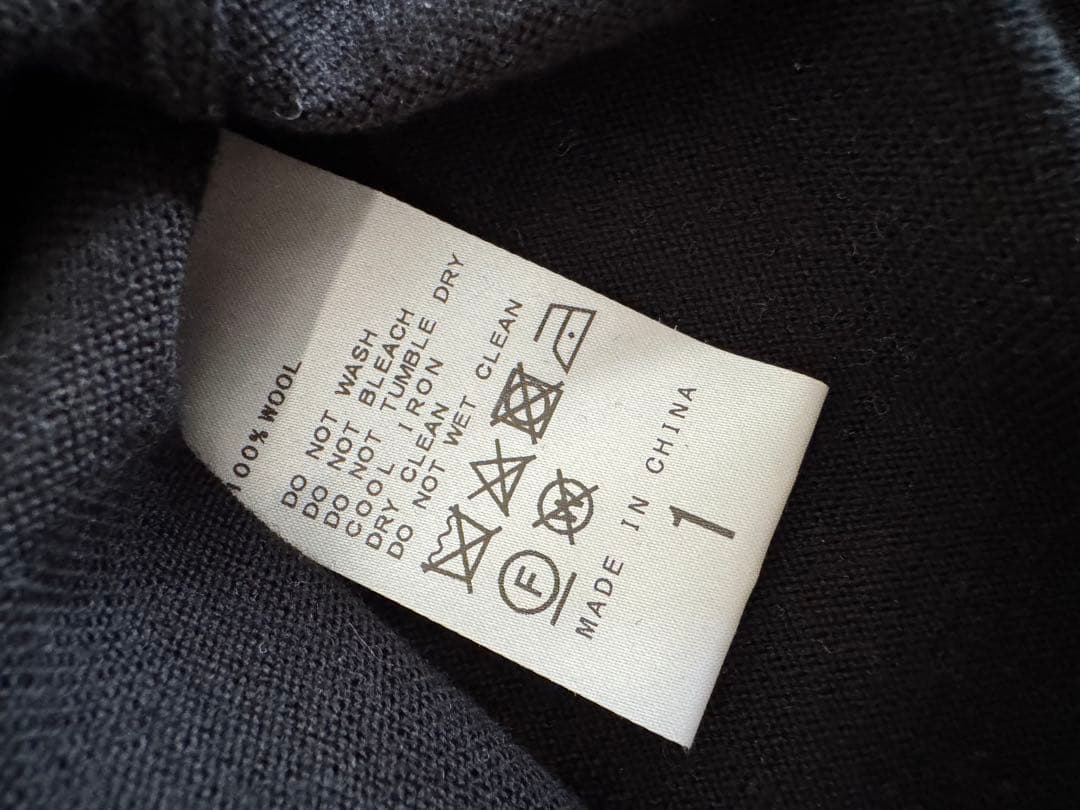 100% WOOL
DO NOT WASH
DO NOT BLEACH
DO NOT TUMBLE DRY
COOL IRON
DRY CLEAN
DO NOT WET CLEAN
F W
MADE IN CHINA
1